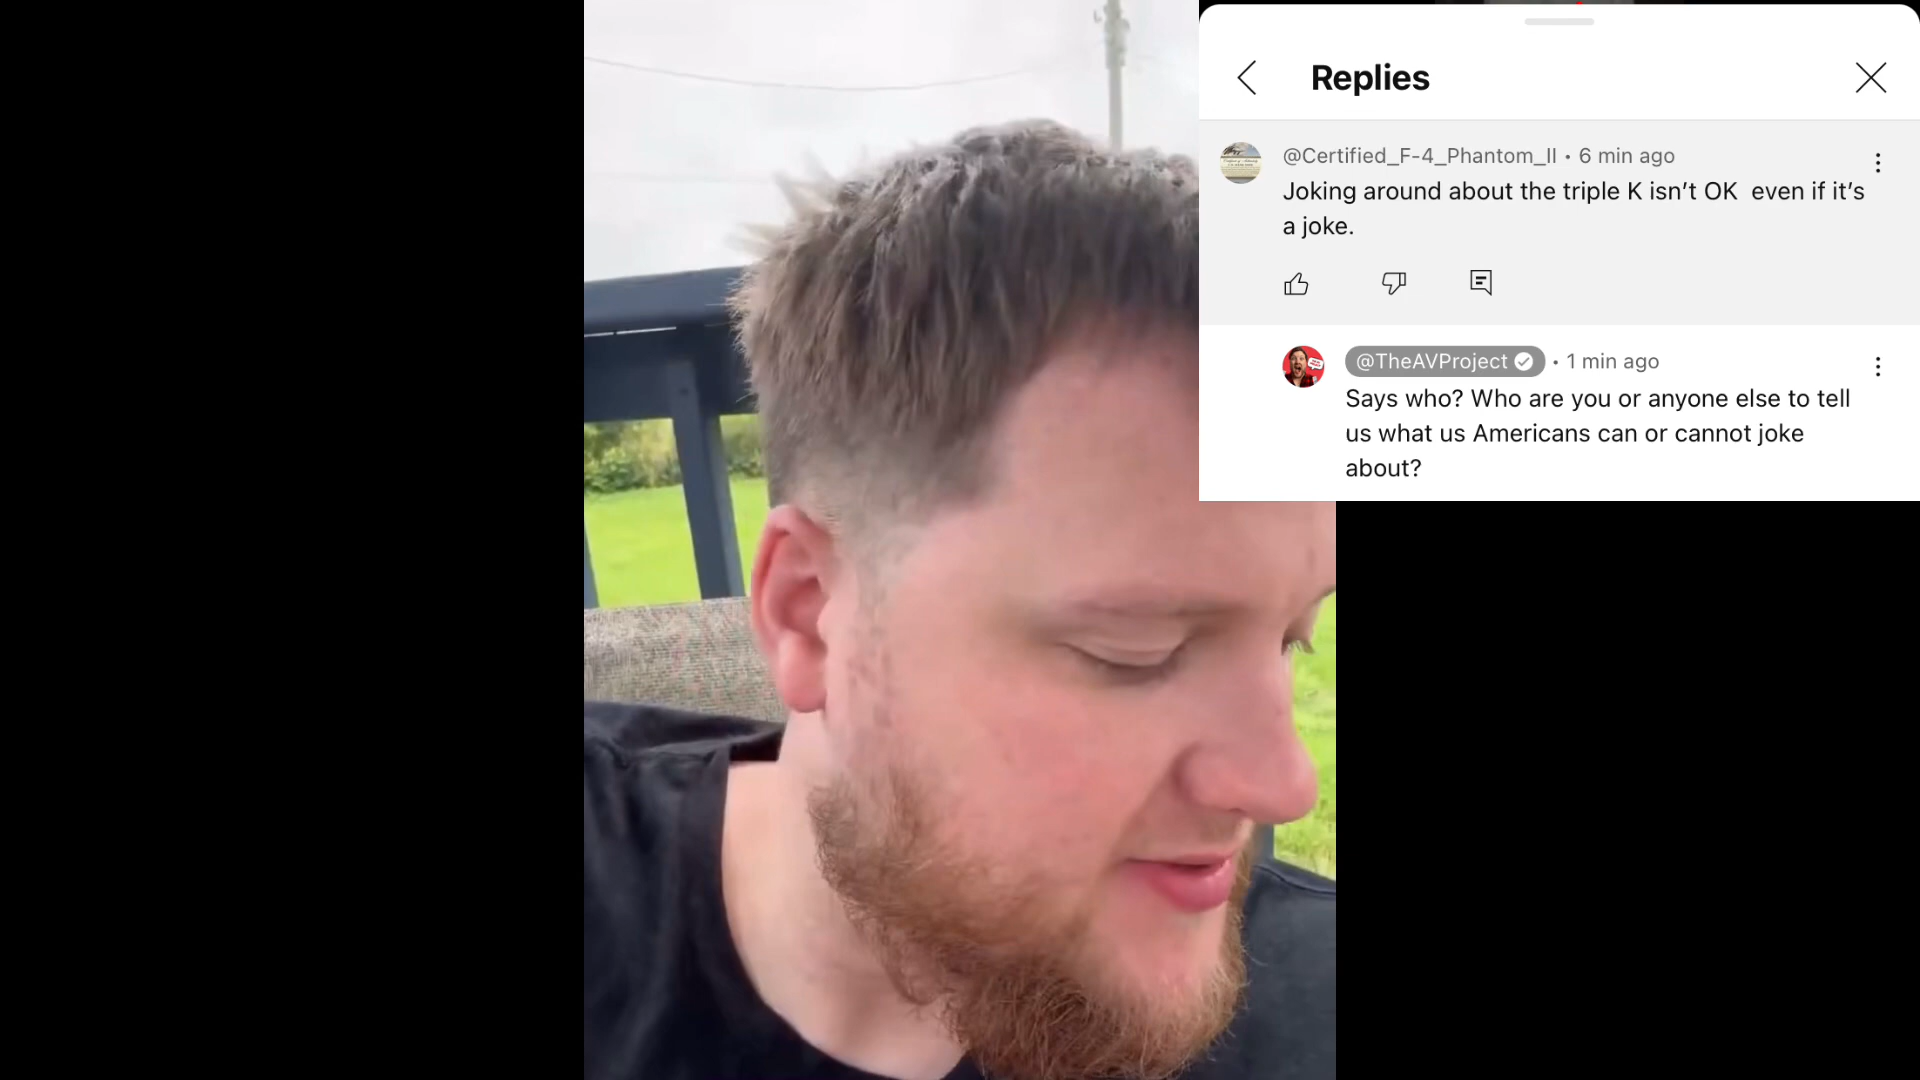 Replies
@Certified_F-4_Phantom_II • 6 min ago
Joking around about the triple K isn’t OK  even if it’s
a joke.
@TheAVProject • 1 min ago
Says who? Who are you or anyone else to tell
us what us Americans can or cannot joke
about?